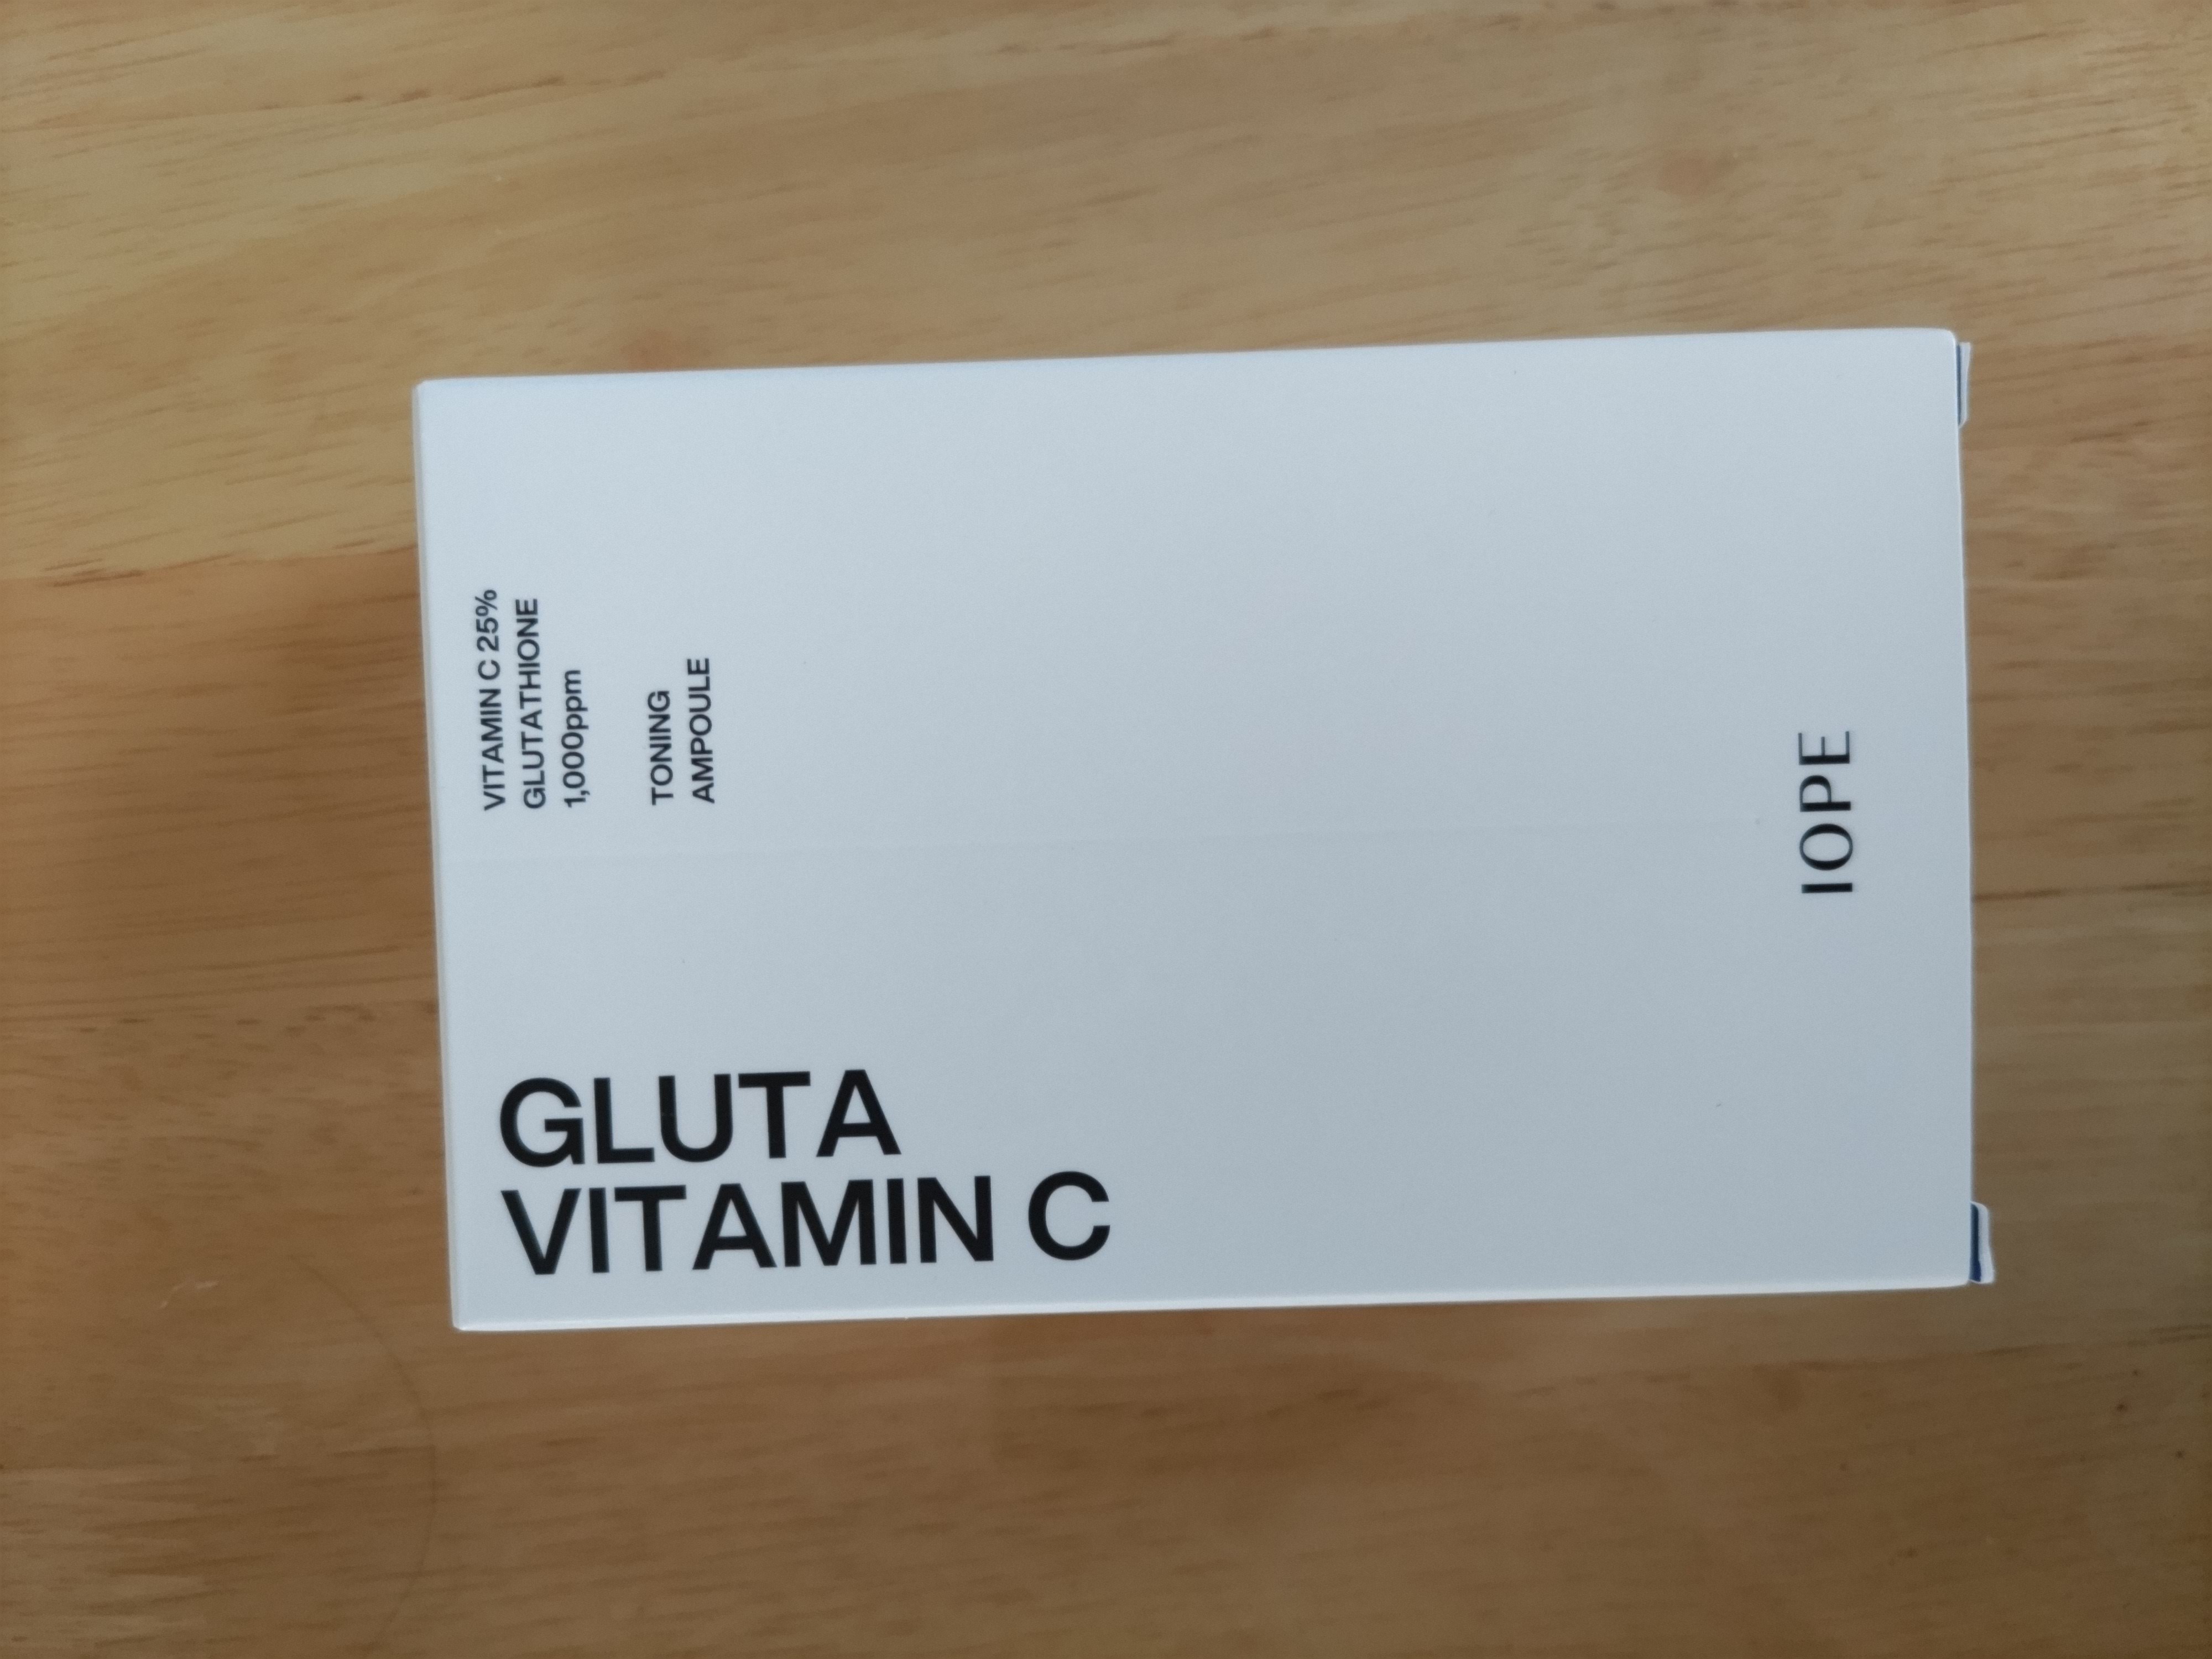 GLUTA
VITAMIN C
VITAMIN C 25%
GLUTATHIONE
1,000ppm
TONING
AMPOULE
IOPE